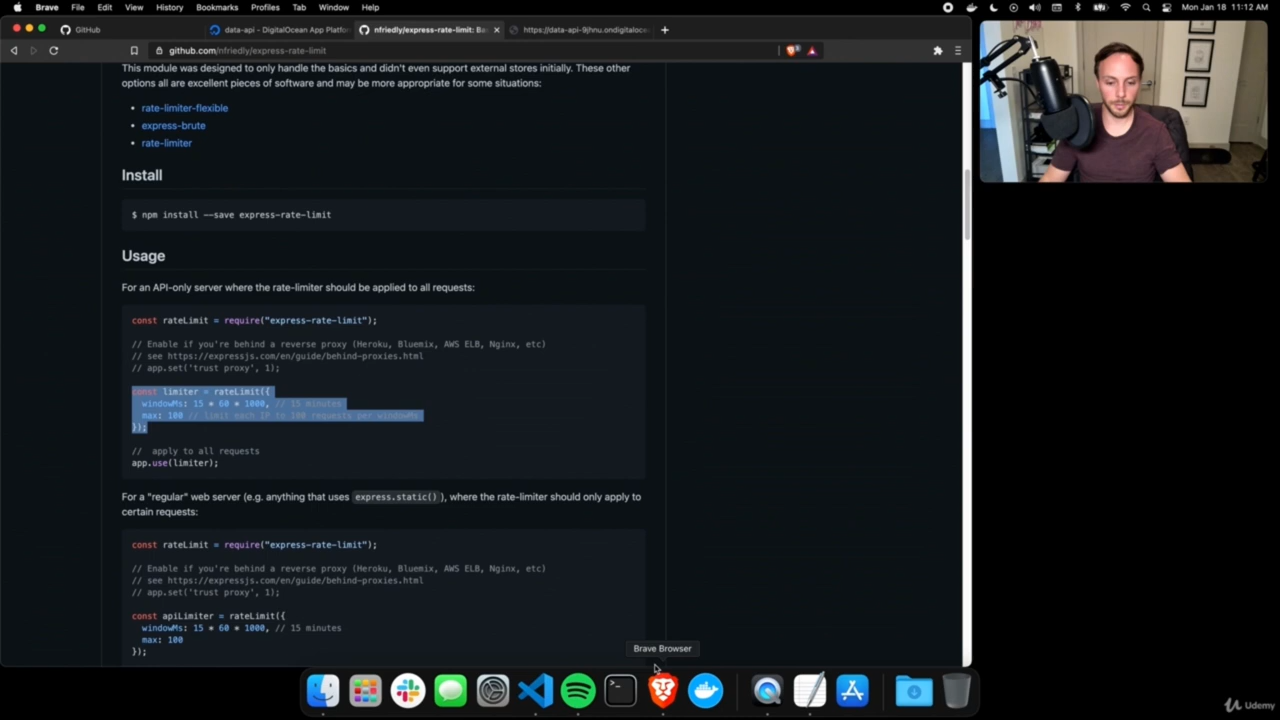 Brave File Edit View History Bookmarks Profiles Tab Window Help
Mon Jan 18 11:12 AM
GitHub
data-api - DigitalOcean App Platfor
nfriedly/express-rate-limit: Ba
https://data-api-9jhnu.ondigitaloce
github.com/nfriedly/express-rate-limit
This module was designed to only handle the basics and didn't even support external stores initially. These other
options all are excellent pieces of software and may be more appropriate for some situations:
• rate-limiter-flexible
• express-brute
• rate-limiter
Install
$ npm install --save express-rate-limit
Usage
For an API-only server where the rate-limiter should be applied to all requests:
const rateLimit = require("express-rate-limit");
// Enable if you're behind a reverse proxy (Heroku, Bluemix, AWS ELB, Nginx, etc)
// see https://expressjs.com/en/guide/behind-proxies.html
// app.set('trust proxy', 1);
const limiter = rateLimit({
windowMs: 15 * 60 * 1000, // 15 minutes
max: 100 // limit each IP to 100 requests per windowMs
});
// apply to all requests
app.use(limiter);
For a "regular" web server (e.g. anything that uses express.static()), where the rate-limiter should only apply to
certain requests:
const rateLimit = require("express-rate-limit");
// Enable if you're behind a reverse proxy (Heroku, Bluemix, AWS ELB, Nginx, etc)
// see https://expressjs.com/en/guide/behind-proxies.html
// app.set('trust proxy', 1);
const apiLimiter = rateLimit({
windowMs: 15 * 60 * 1000, // 15 minutes
max: 100
});
Brave Browser
Udemy